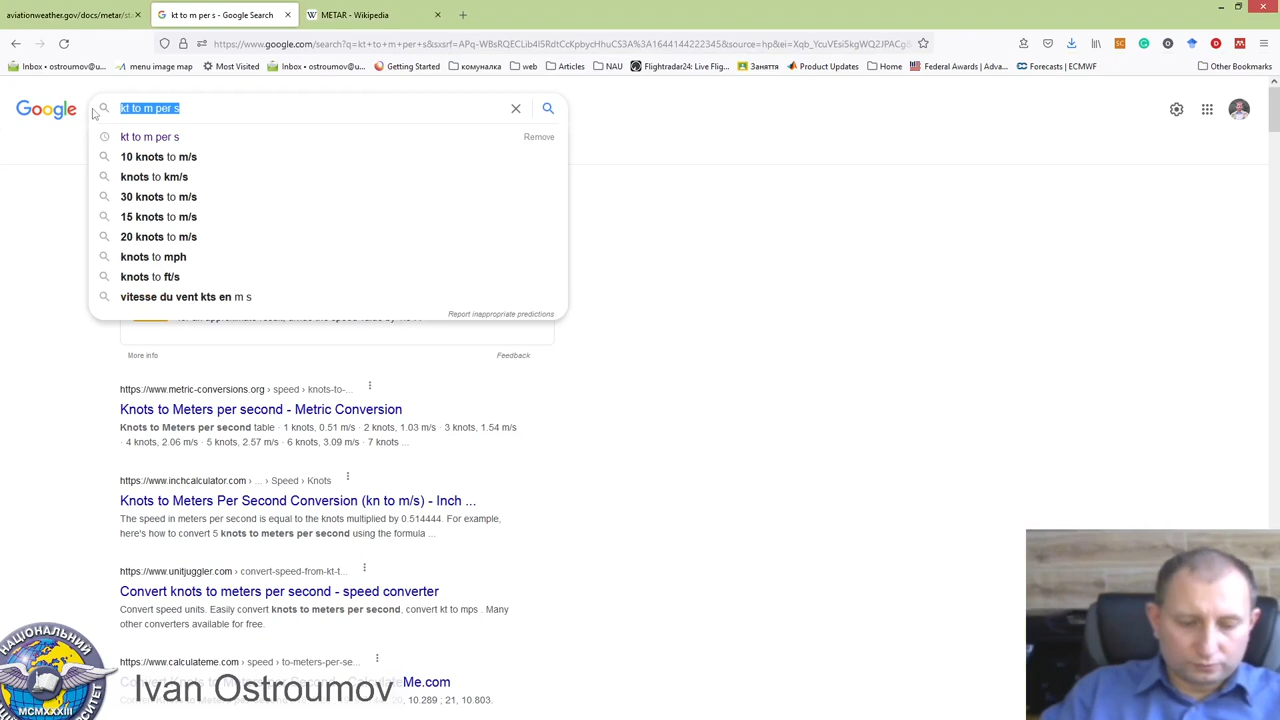 aviationweather.gov/docs/metar/st
kt to m per s - Google Search
METAR - Wikipedia
https://www.google.com/search?q=kt+to+m+per+s&sxsrf=
Inbox • ostroumov@u...
menu image map
Most Visited
Inbox • ostroumov@u...
Getting Started
комуналка
web
Articles
NAU
Flightradar24: Live Flig...
Заняття
Product Updates
Home
Federal Awards | Adva...
Forecasts | ECMWF
Other Bookmarks
Google
kt to m per s
kt to m per s
Remove
10 knots to m/s
knots to km/s
30 knots to m/s
15 knots to m/s
20 knots to m/s
knots to mph
knots to ft/s
vitesse du vent kts en m s
Report inappropriate predictions
More info
Feedback
https://www.metric-conversions.org › speed › knots-to-...
Knots to Meters per second - Metric Conversion
Knots to Meters per second table · 1 knots, 0.51 m/s · 2 knots, 1.03 m/s · 3 knots, 1.54 m/s
· 4 knots, 2.06 m/s · 5 knots, 2.57 m/s · 6 knots, 3.09 m/s · 7 knots ...
https://www.inchcalculator.com › ... › Speed › Knots
Knots to Meters Per Second Conversion (kn to m/s) - Inch ...
The speed in meters per second is equal to the knots multiplied by 0.514444. For example,
here's how to convert 5 knots to meters per second using the formula ...
https://www.unitjuggler.com › convert-speed-from-kt-t...
Convert knots to meters per second - speed converter
Convert speed units. Easily convert knots to meters per second, convert kt to mps . Many
other converters available for free.
https://www.calculateme.com › speed › to-meters-per-se...
Me.com
10.289 ; 21, 10.803.
НАЦІОНАЛЬНИЙ
MCMXXXIII
Ivan Ostroumov